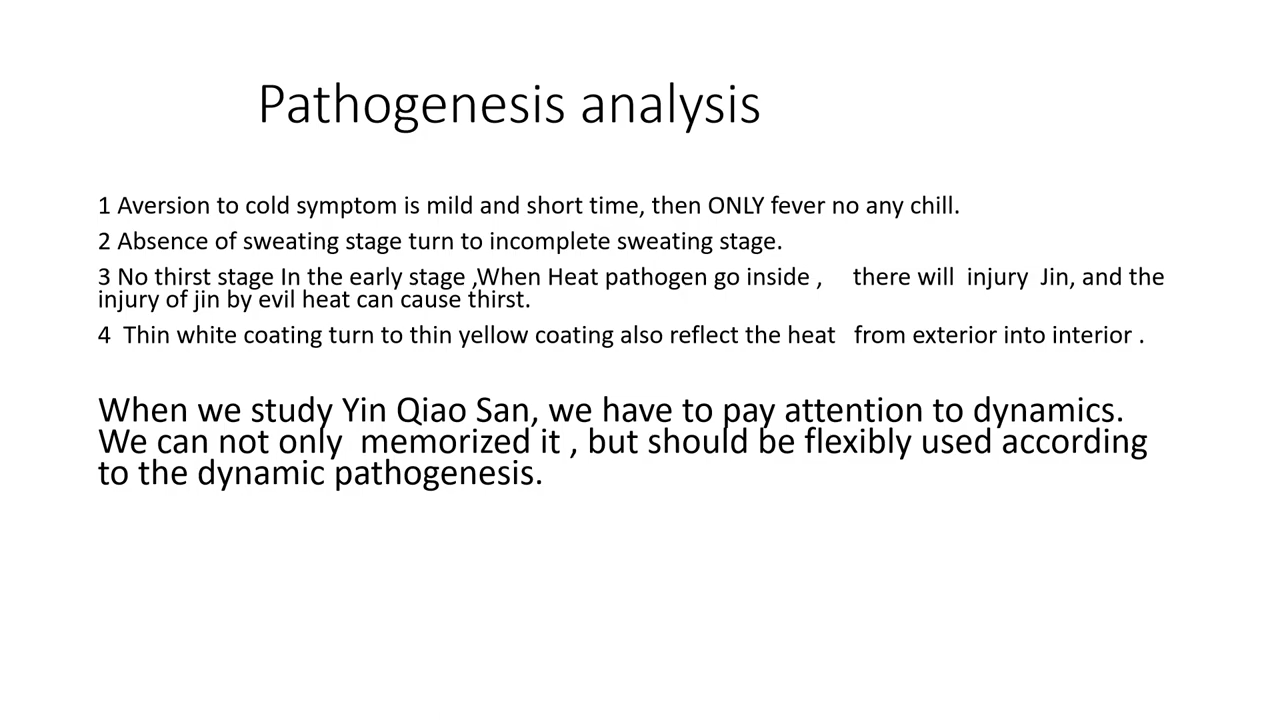 Pathogenesis analysis
1 Aversion to cold symptom is mild and short time, then ONLY fever no any chill.
2 Absence of sweating stage turn to incomplete sweating stage.
3 No thirst stage In the early stage ,When Heat pathogen go inside ,    there will  injury  Jin, and the
injury of jin by evil heat can cause thirst.
4  Thin white coating turn to thin yellow coating also reflect the heat   from exterior into interior .
When we study Yin Qiao San, we have to pay attention to dynamics.
We can not only  memorized it , but should be flexibly used according
to the dynamic pathogenesis.